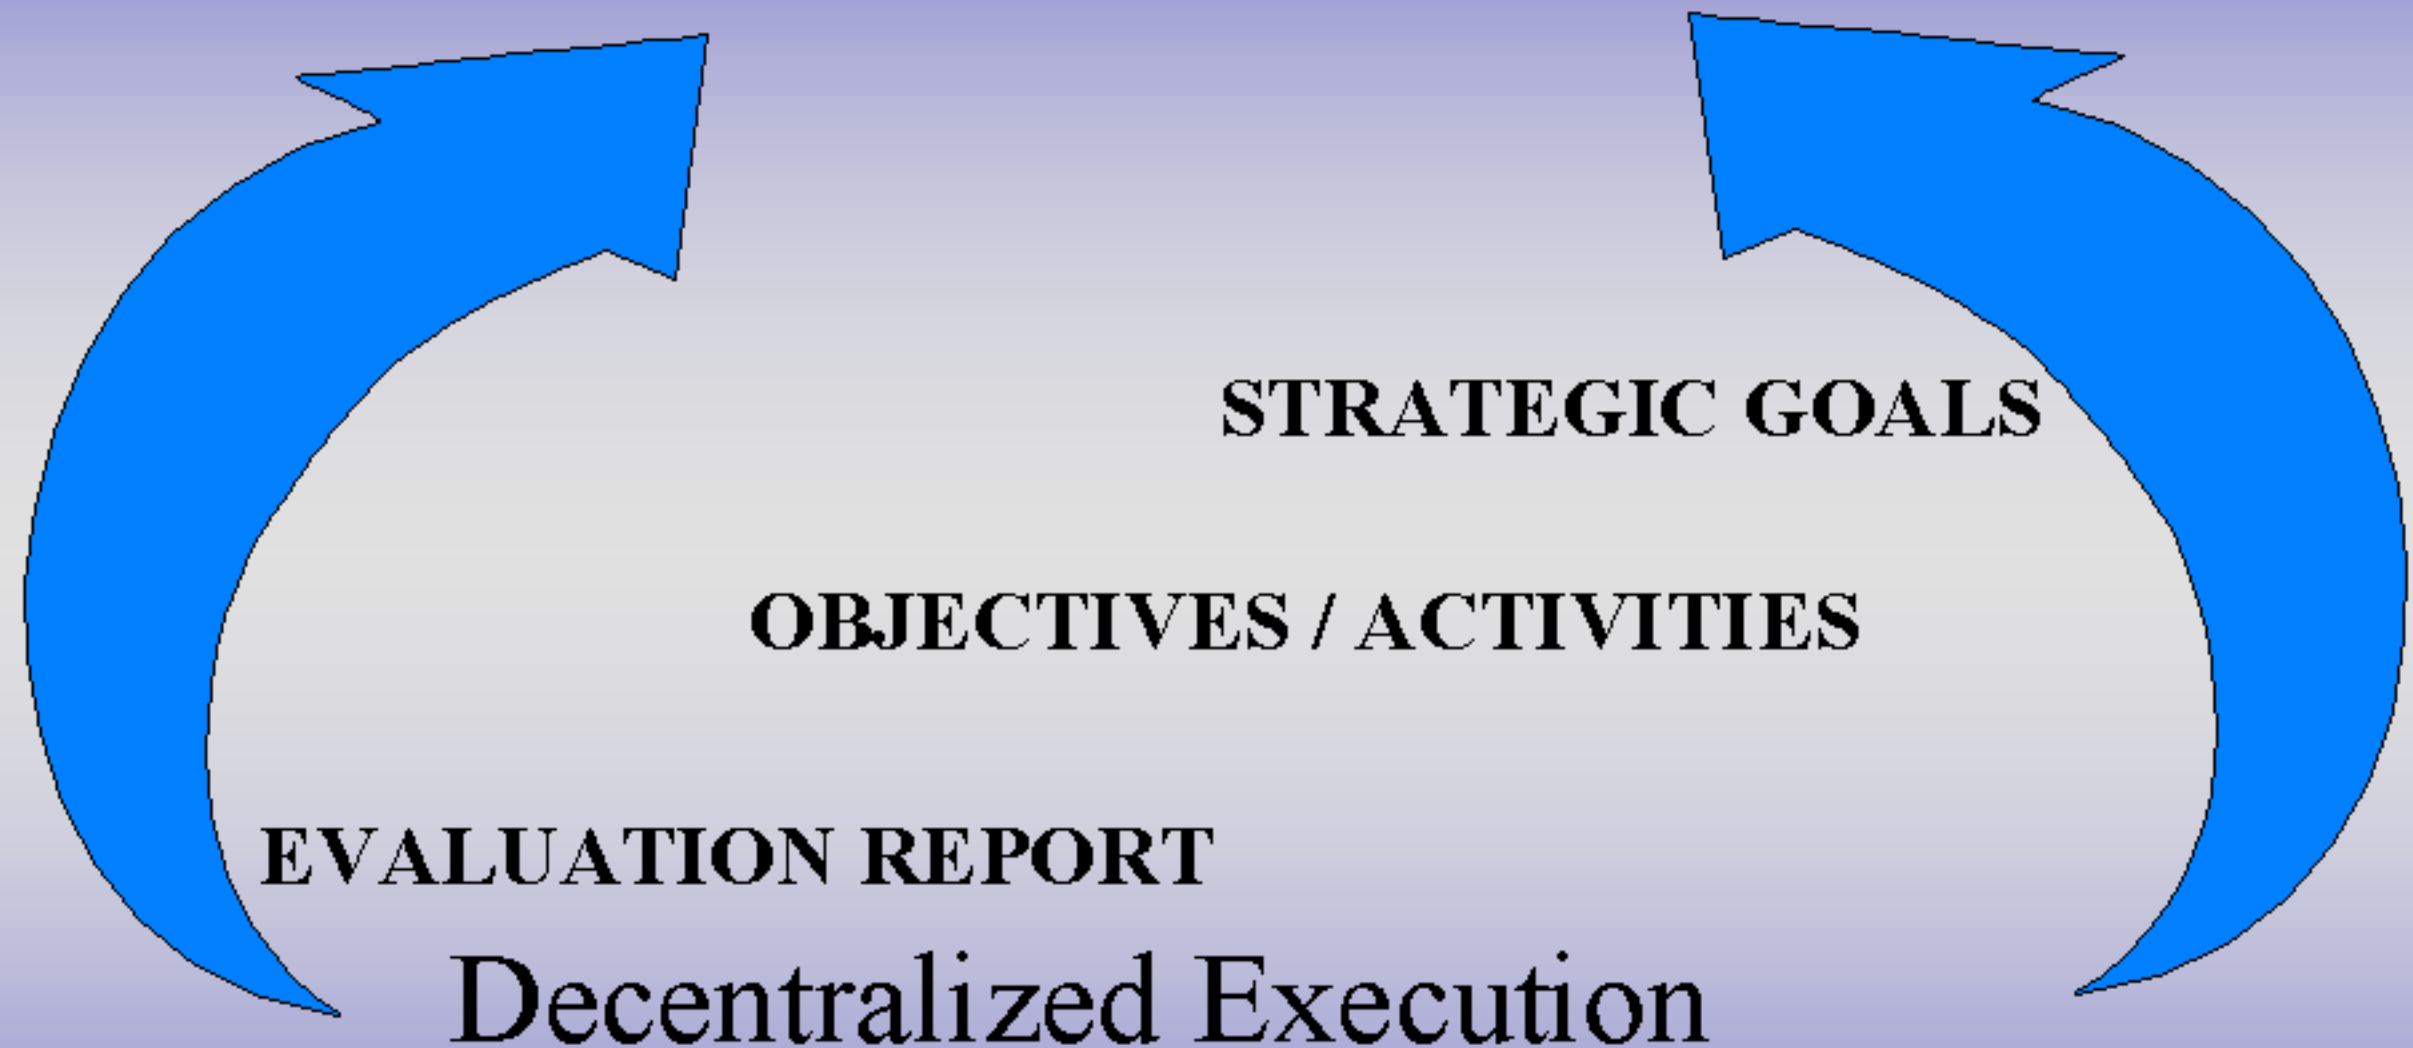 STRATEGIC GOALS
OBJECTIVES / ACTIVITIES
EVALUATION REPORT
Decentralized Execution